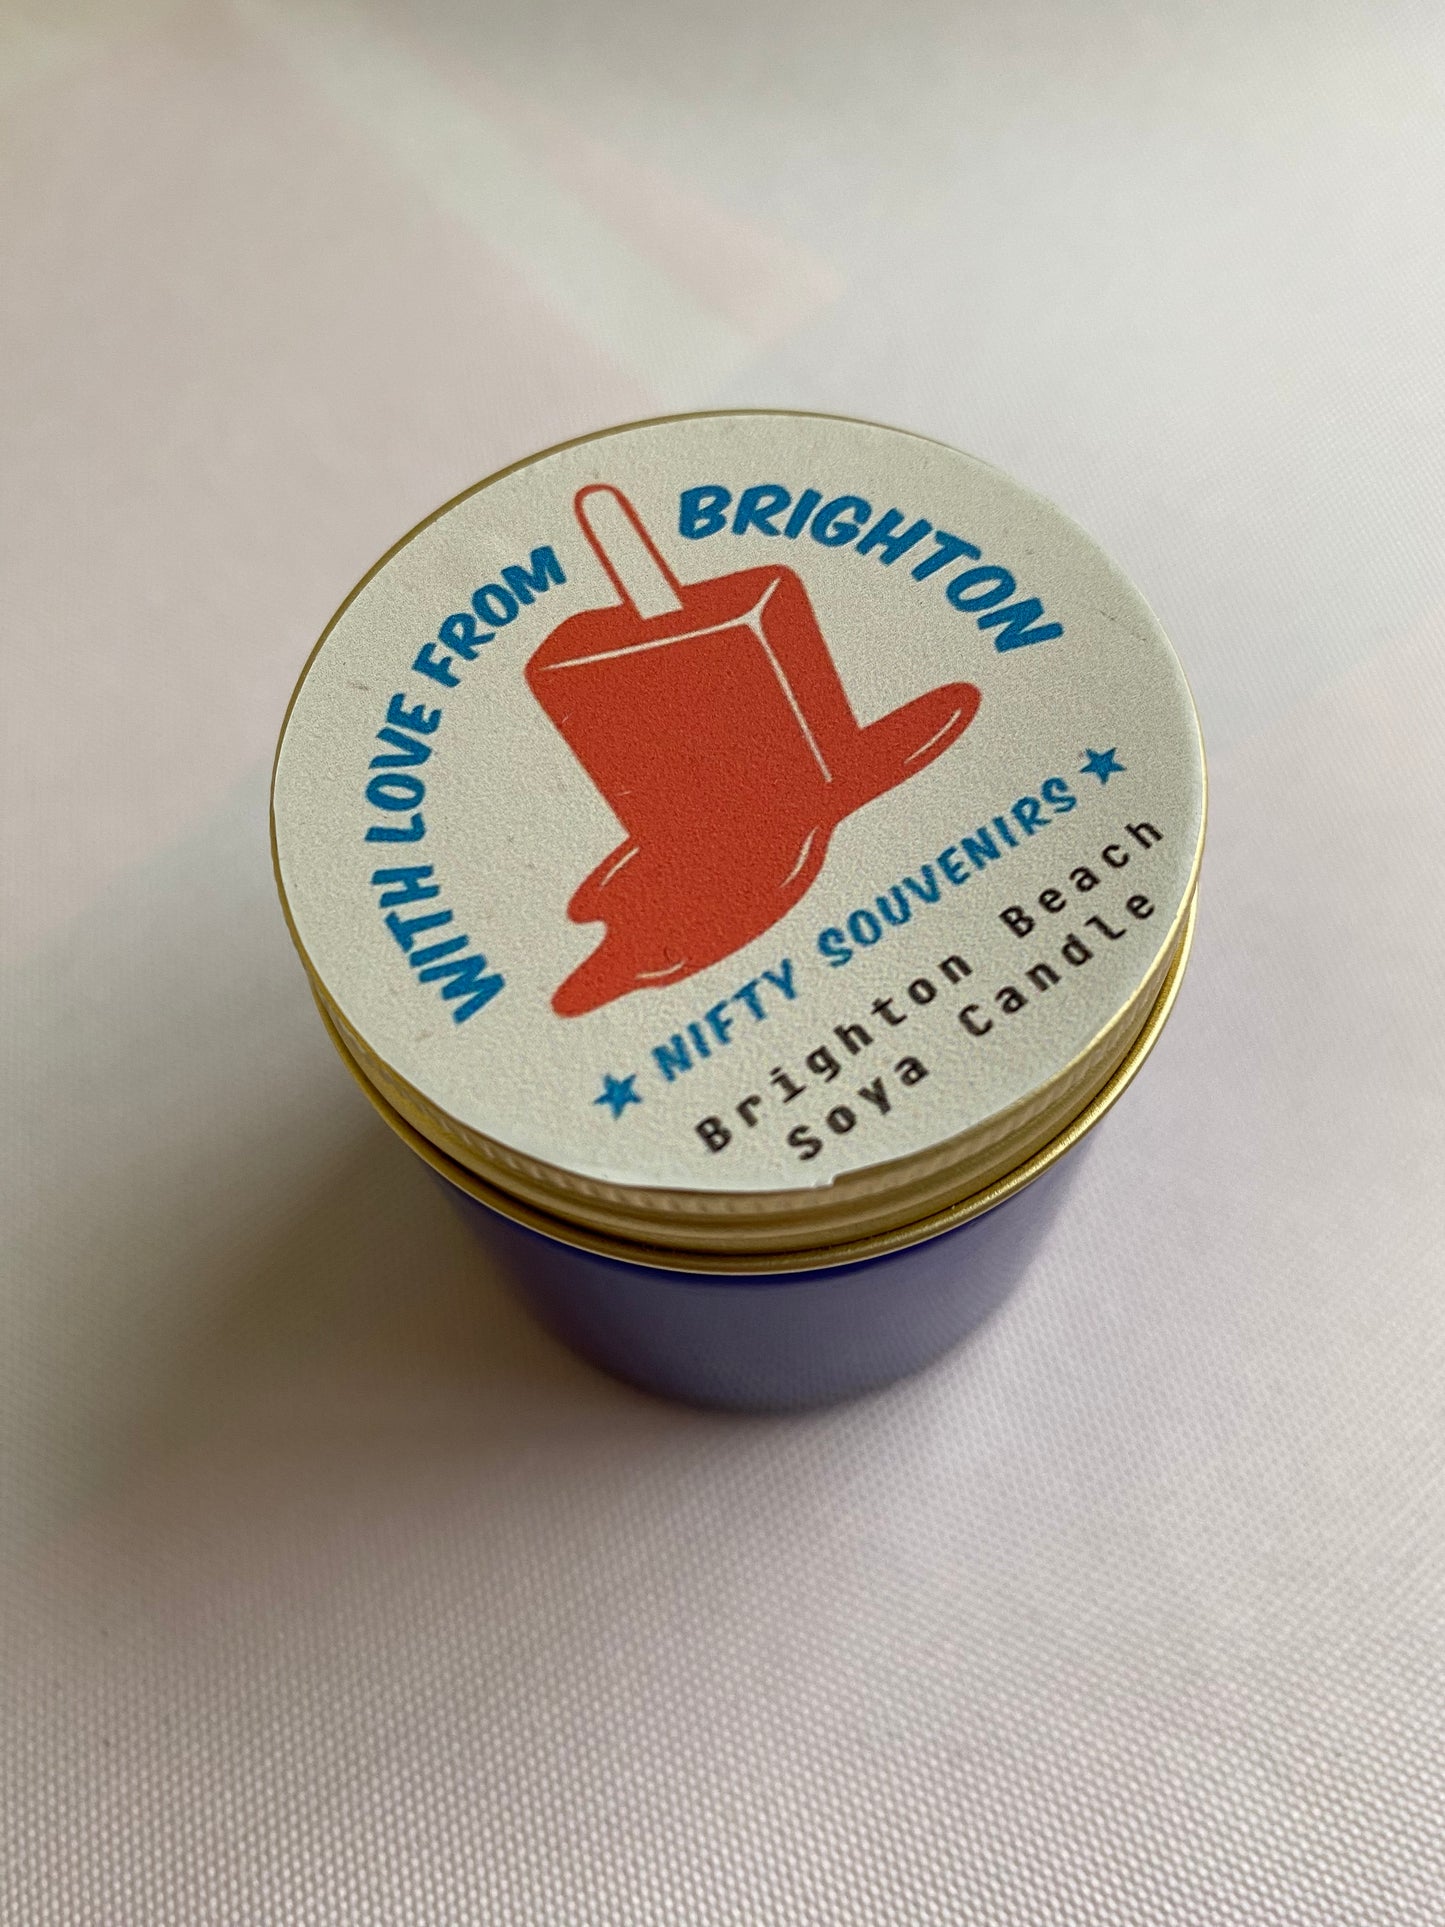 WITH LOVE FROM BRIGHTON
★ NIFTY SOUVENIRS ★
Brighton Beach
Soya Candle